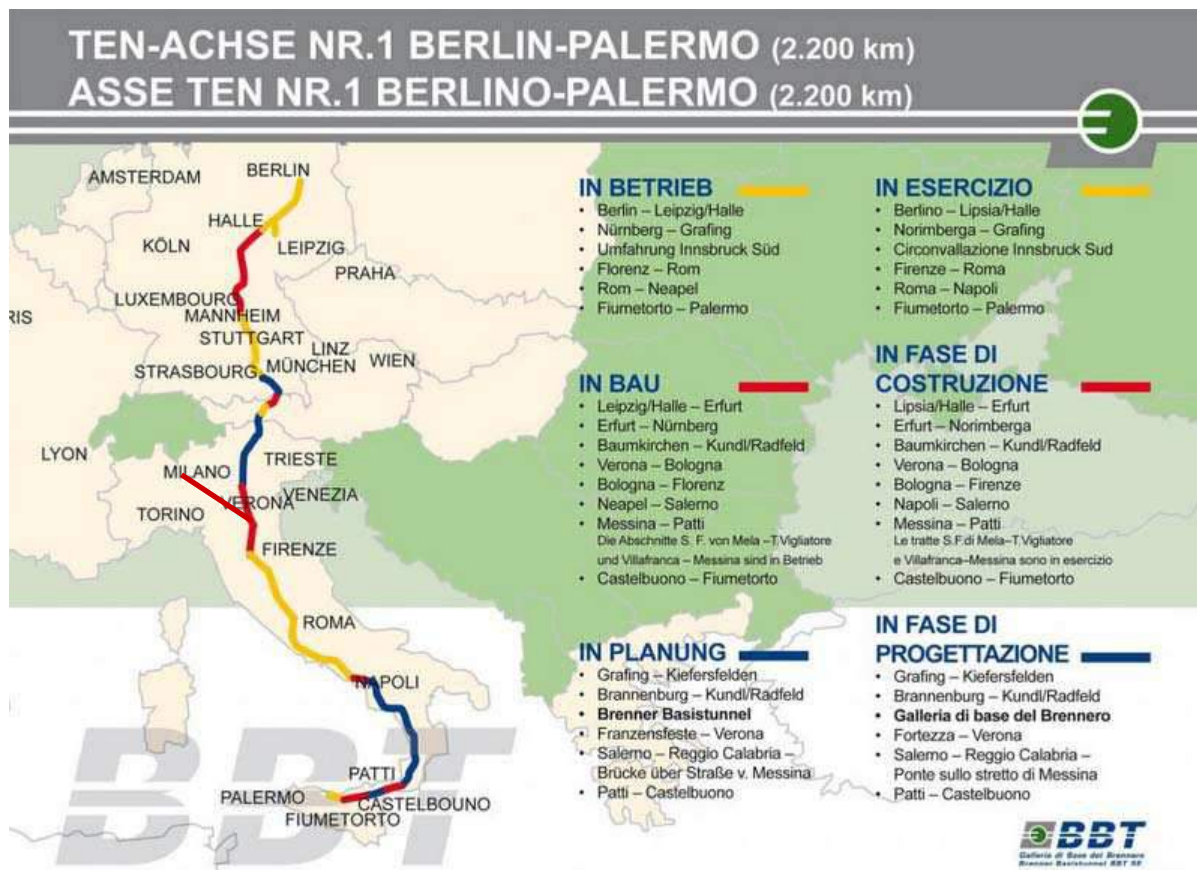 TEN-ACHSE NR.1 BERLIN-PALERMO (2.200 km)
ASSE TEN NR.1 BERLINO-PALERMO (2.200 km)
AMSTERDAM
BERLIN
HALLE
KÖLN
LEIPZIG
PRAHA
LUXEMBOURG
MANNHEIM
RIS
STUTTGART
LINZ
WIEN
STRASBOURG
MÜNCHEN
LYON
MILANO
TRIESTE
VERONA
VENEZIA
TORINO
FIRENZE
ROMA
NAPOLI
PATTI
PALERMO
CASTELBOUNO
FIUMETORTO
BBT
IN BETRIEB
• Berlin – Leipzig/Halle
• Nürnberg – Grafing
• Umfahrung Innsbruck Süd
• Florenz – Rom
• Rom – Neapel
• Fiumetorto – Palermo
IN BAU
• Leipzig/Halle – Erfurt
• Erfurt – Nürnberg
• Baumkirchen – Kundl/Radfeld
• Verona – Bologna
• Bologna – Florenz
• Neapel – Salerno
• Messina – Patti
Die Abschnitte S. F. von Mela –T.Vigliatore
und Villafranca – Messina sind in Betrieb
• Castelbuono – Fiumetorto
IN PLANUNG
• Grafing – Kiefersfelden
• Brannenburg – Kundl/Radfeld
• Brenner Basistunnel
• Franzensfeste – Verona
• Salerno – Reggio Calabria –
Brücke über Straße v. Messina
• Patti – Castelbuono
IN ESERCIZIO
• Berlino – Lipsia/Halle
• Norimberga – Grafing
• Circonvallazione Innsbruck Sud
• Firenze – Roma
• Roma – Napoli
• Fiumetorto – Palermo
IN FASE DI
COSTRUZIONE
• Lipsia/Halle – Erfurt
• Erfurt – Norimberga
• Baumkirchen – Kundl/Radfeld
• Verona – Bologna
• Bologna – Firenze
• Napoli – Salerno
• Messina – Patti
Le tratte S.F.di Mela–T.Vigliatore
e Villafranca–Messina sono in esercizio
• Castelbuono – Fiumetorto
IN FASE DI
PROGETTAZIONE
• Grafing – Kiefersfelden
• Brannenburg – Kundl/Radfeld
• Galleria di base del Brennero
• Fortezza – Verona
• Salerno – Reggio Calabria –
Ponte sullo stretto di Messina
• Patti – Castelbuono
BBT
Galleria di Base del Brennero
Brenner Basistunnel BBT SE